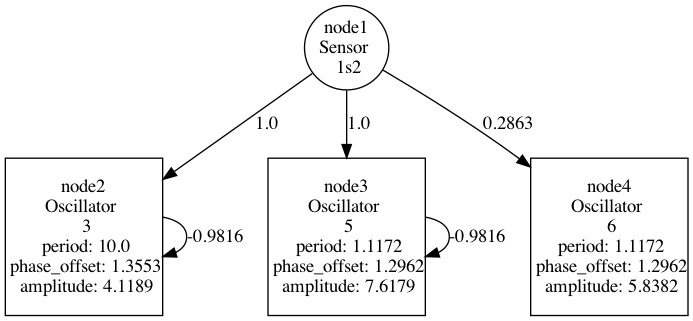 node1
Sensor
1s2
1.0
1.0
0.2863
node2
Oscillator
3
period: 10.0
phase_offset: 1.3553
amplitude: 4.1189
-0.9816
node3
Oscillator
5
period: 1.1172
phase_offset: 1.2962
amplitude: 7.6179
-0.9816
node4
Oscillator
6
period: 1.1172
phase_offset: 1.2962
amplitude: 5.8382